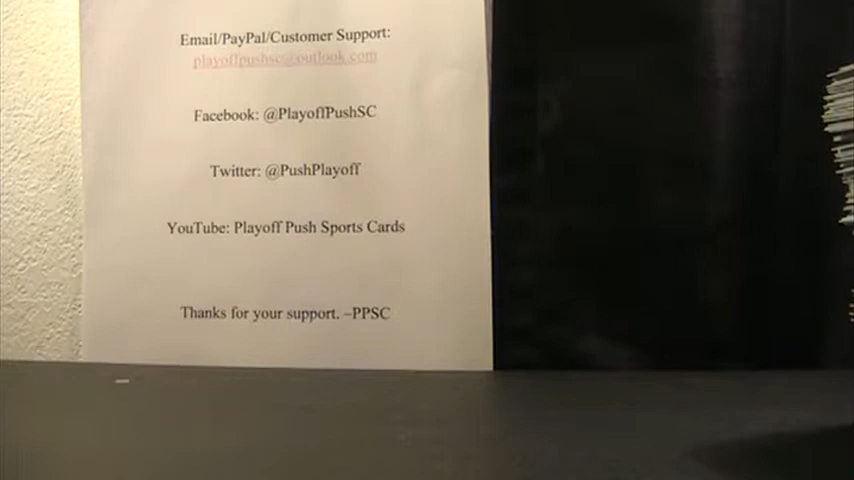 Email/PayPal/Customer Support:
playoffpushsc@outlook.com
Facebook: @PlayoffPushSC
Twitter: @PushPlayoff
YouTube: Playoff Push Sports Cards
Thanks for your support. –PPSC